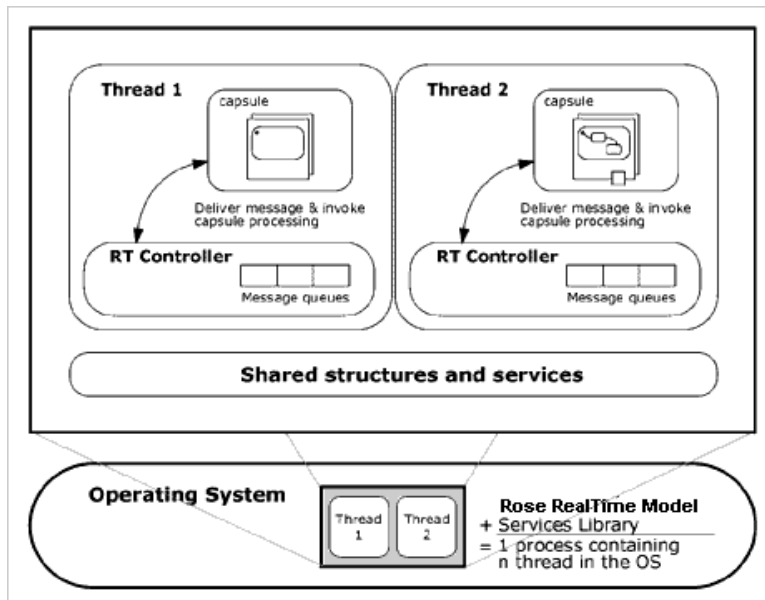 Thread 1
capsule
Deliver message & invoke
capsule processing
RT Controller
Message queues
Thread 2
capsule
Deliver message & invoke
capsule processing
RT Controller
Message queues
Shared structures and services
Operating System
Thread
1
Thread
2
Rose RealTime Model
+ Services Library
= 1 process containing
n thread in the OS